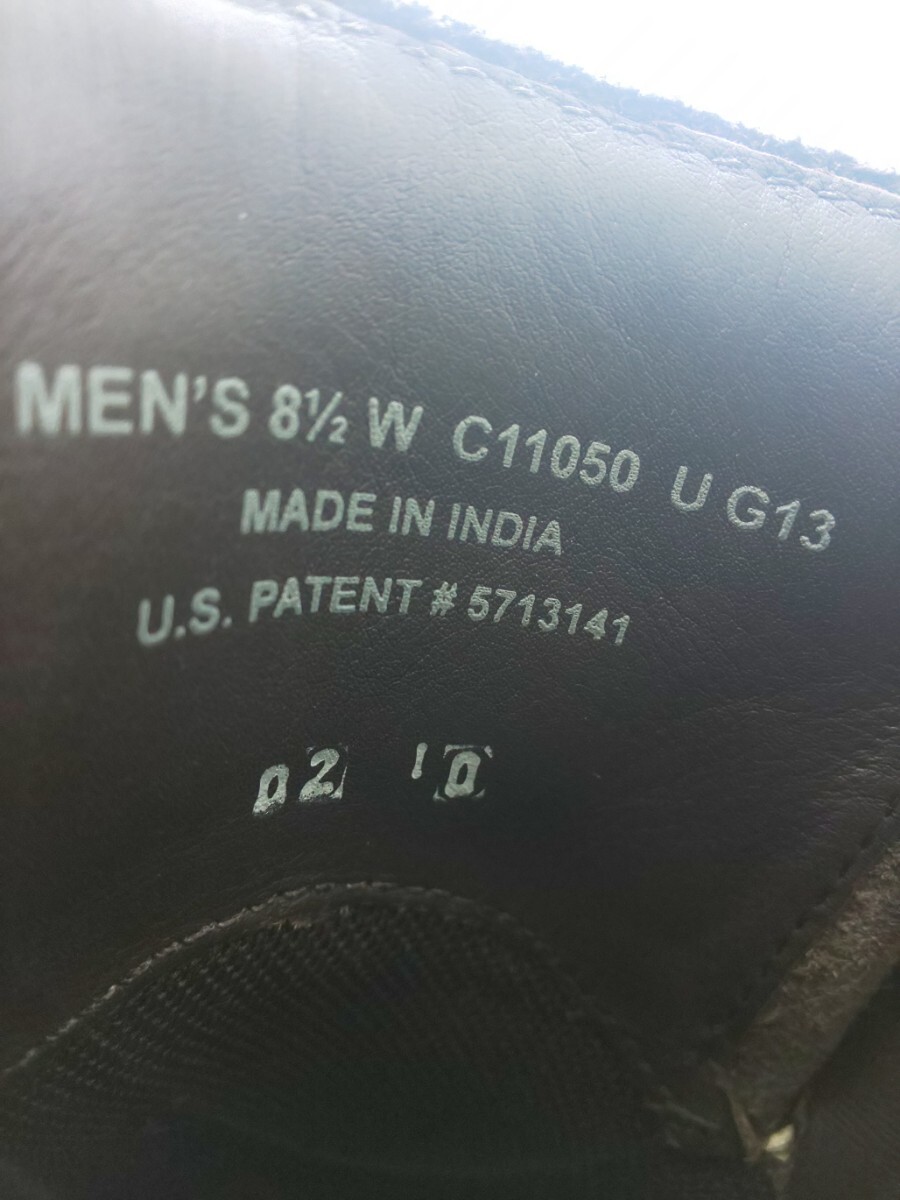 MEN'S 8½ W C11050 U G13
MADE IN INDIA
U.S. PATENT # 5713141
02 10